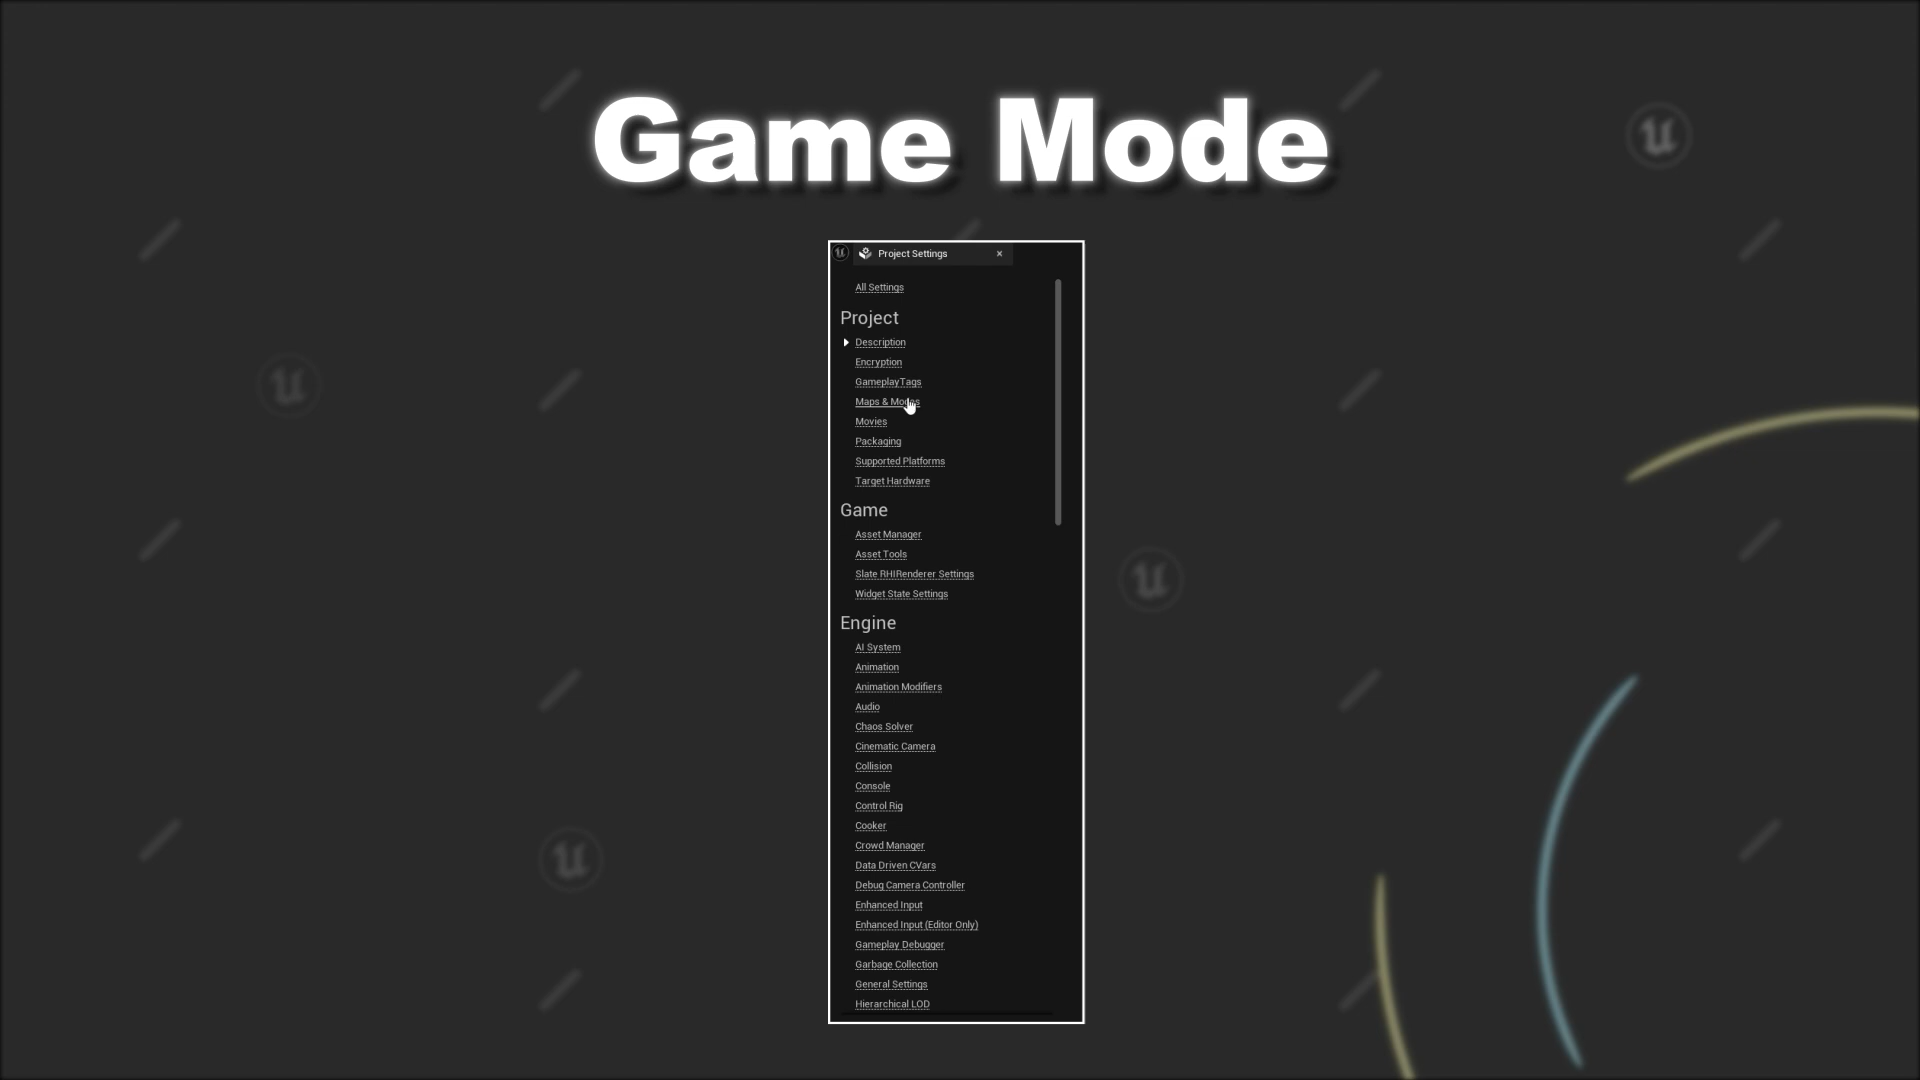 Game Mode
Project Settings
All Settings
Project
Description
Encryption
GameplayTags
Maps & Modes
Movies
Packaging
Supported Platforms
Target Hardware
Game
Asset Manager
Asset Tools
Slate RHIRenderer Settings
Widget State Settings
Engine
AI System
Animation
Animation Modifiers
Audio
Chaos Solver
Cinematic Camera
Collision
Console
Control Rig
Cooker
Crowd Manager
Data Driven CVars
Debug Camera Controller
Enhanced Input
Enhanced Input (Editor Only)
Gameplay Debugger
Garbage Collection
General Settings
Hierarchical LOD